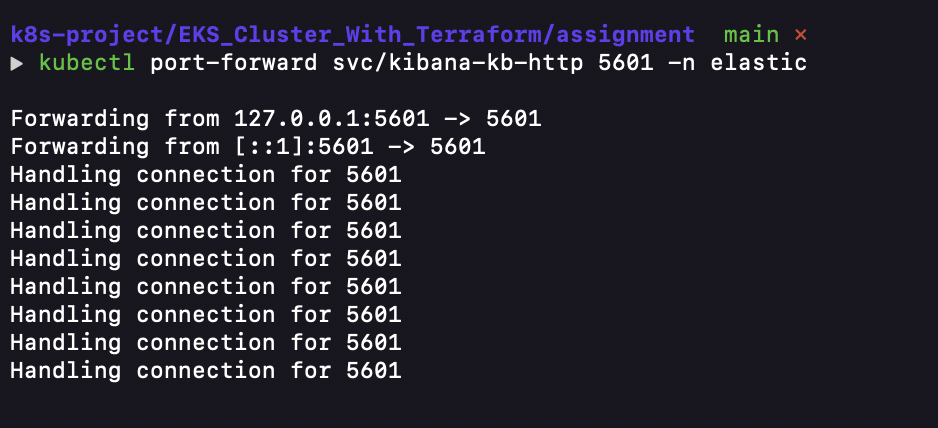 k8s-project/EKS_Cluster_With_Terraform/assignment main ×
▶ kubectl port-forward svc/kibana-kb-http 5601 -n elastic
Forwarding from 127.0.0.1:5601 -> 5601
Forwarding from [::1]:5601 -> 5601
Handling connection for 5601
Handling connection for 5601
Handling connection for 5601
Handling connection for 5601
Handling connection for 5601
Handling connection for 5601
Handling connection for 5601
Handling connection for 5601